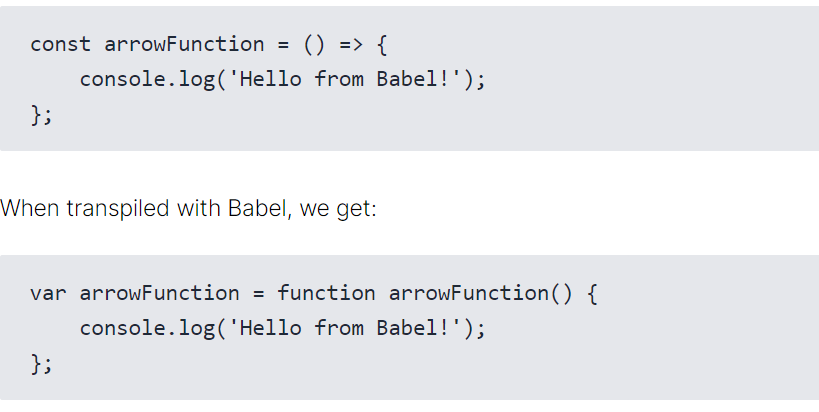 const arrowFunction = () => {
    console.log('Hello from Babel!');
};
When transpiled with Babel, we get:
var arrowFunction = function arrowFunction() {
    console.log('Hello from Babel!');
};